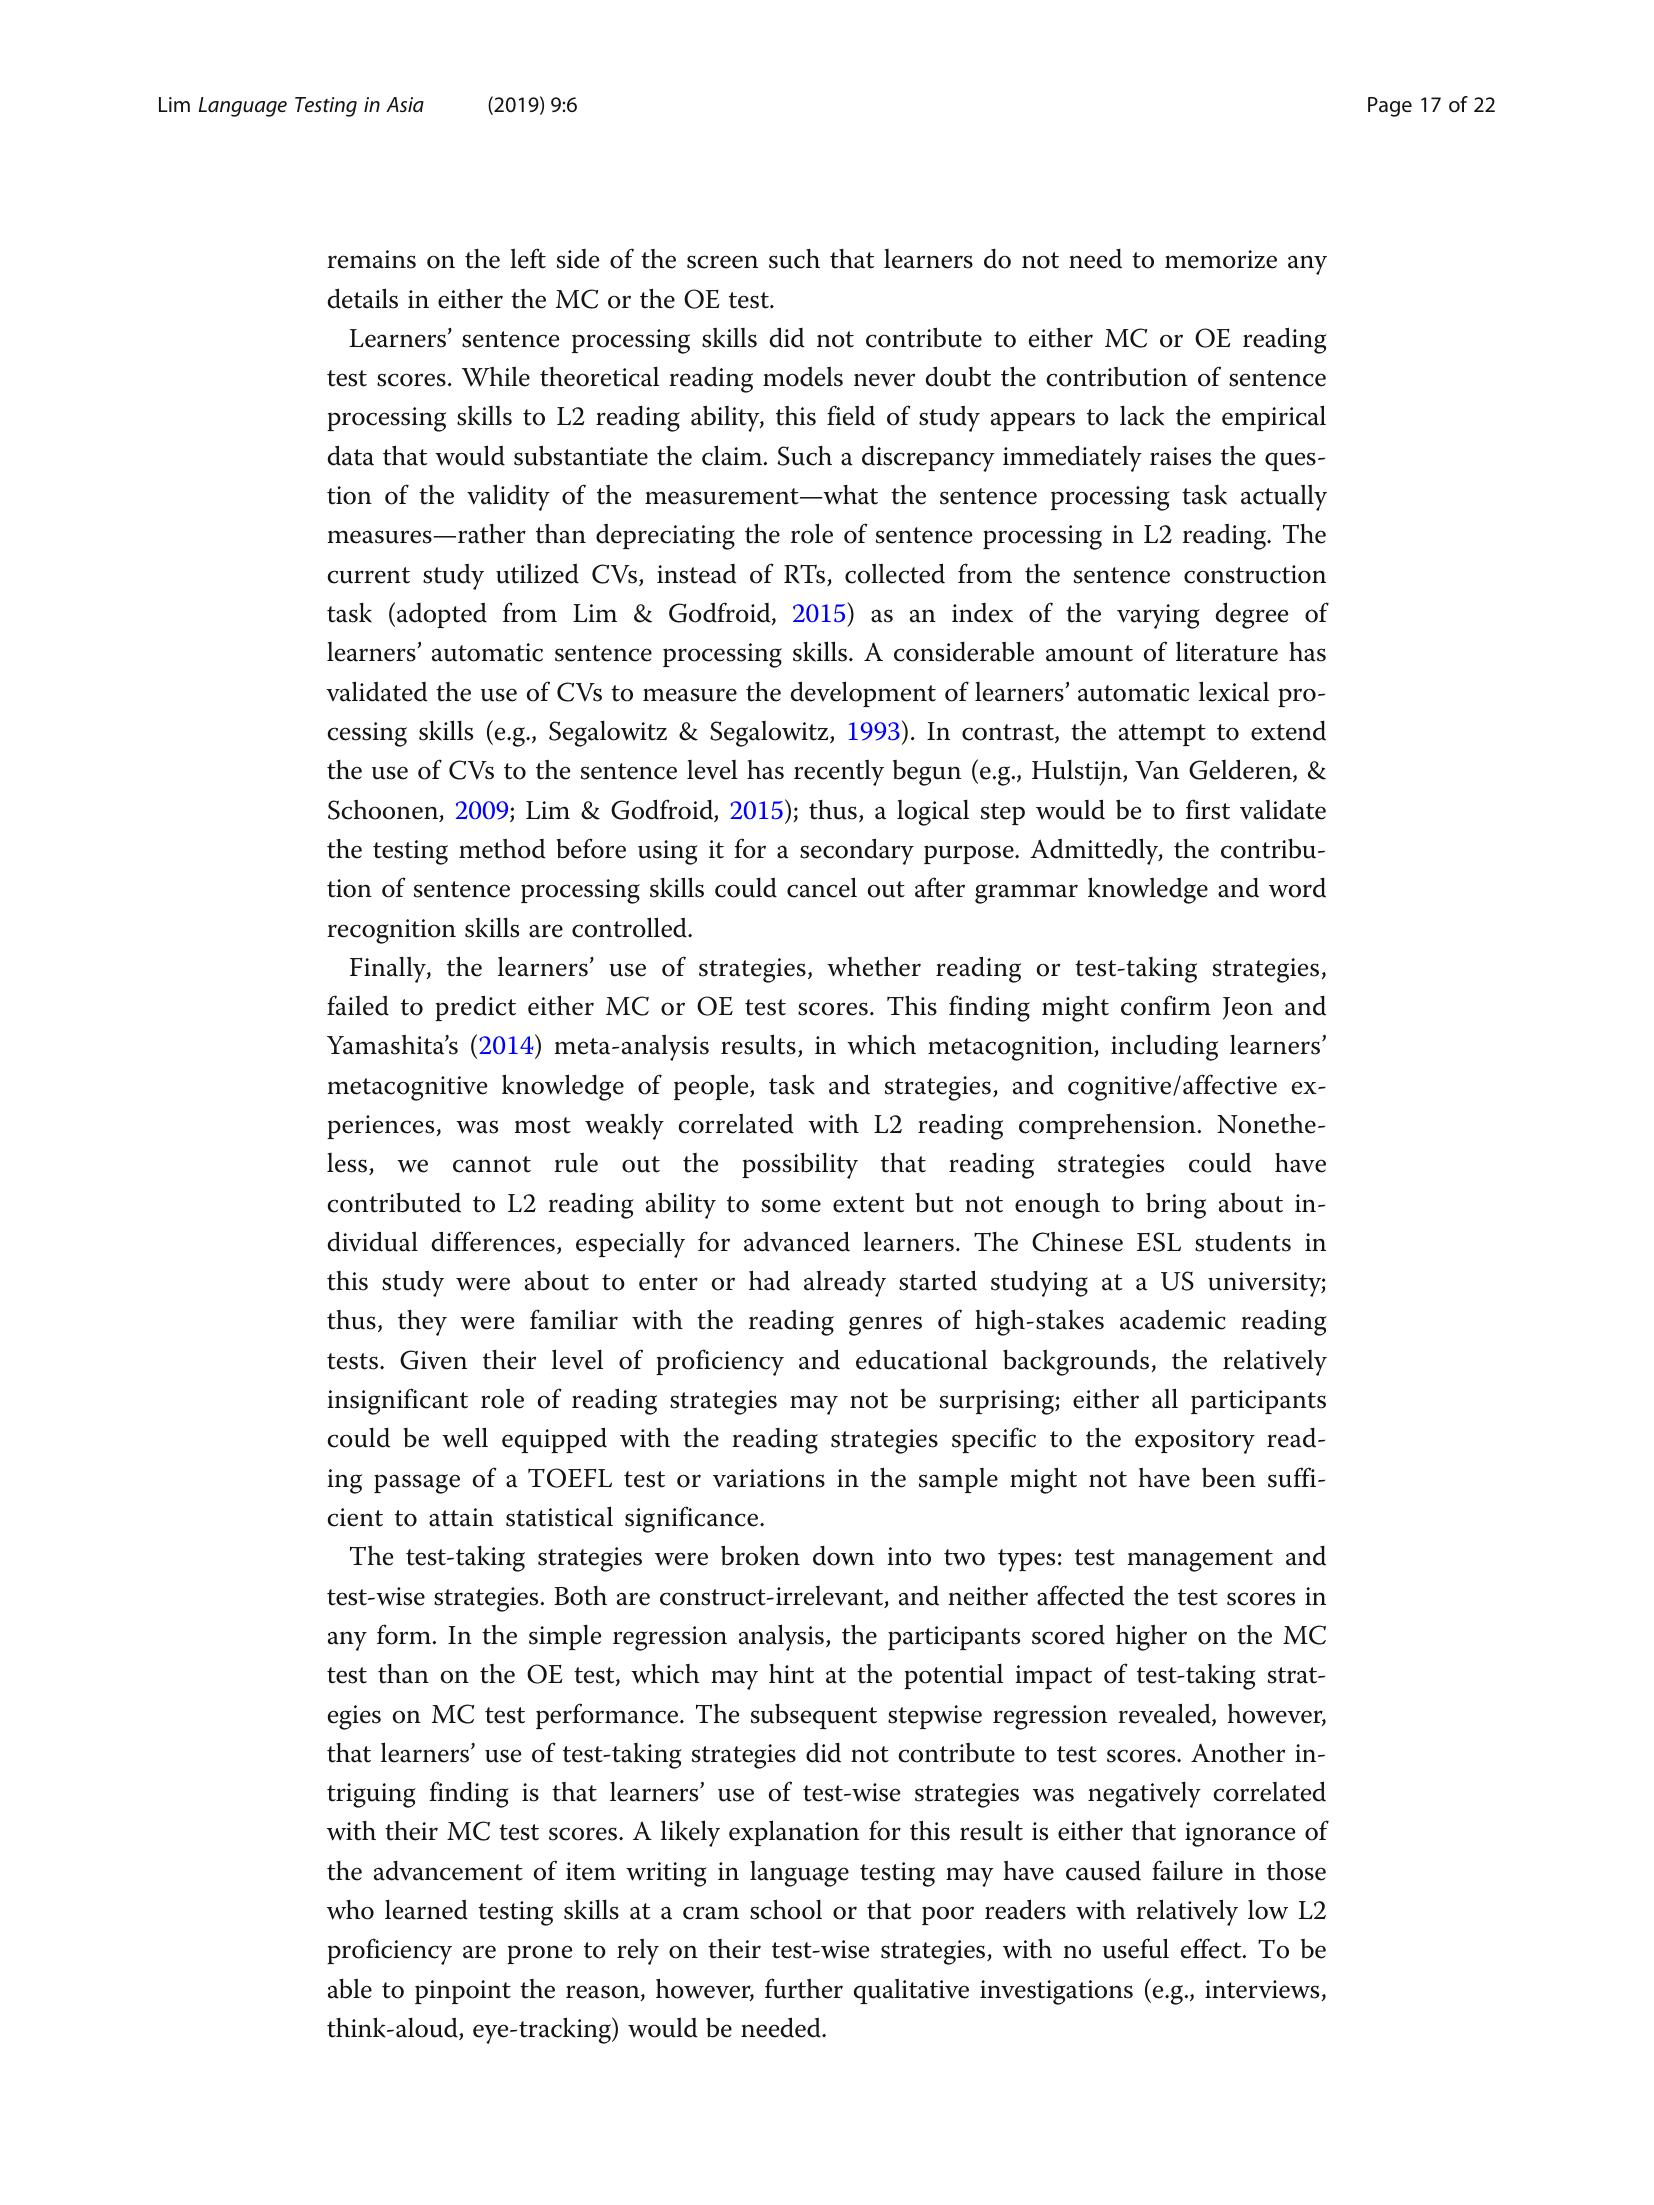 Lim Language Testing in Asia (2019) 9:6 Page 17 of 22
remains on the left side of the screen such that learners do not need to memorize any
details in either the MC or the OE test.
Learners’ sentence processing skills did not contribute to either MC or OE reading
test scores. While theoretical reading models never doubt the contribution of sentence
processing skills to L2 reading ability, this field of study appears to lack the empirical
data that would substantiate the claim. Such a discrepancy immediately raises the ques-
tion of the validity of the measurement—what the sentence processing task actually
measures—rather than depreciating the role of sentence processing in L2 reading. The
current study utilized CVs, instead of RTs, collected from the sentence construction
task (adopted from Lim & Godfroid, 2015) as an index of the varying degree of
learners’ automatic sentence processing skills. A considerable amount of literature has
validated the use of CVs to measure the development of learners’ automatic lexical pro-
cessing skills (e.g., Segalowitz & Segalowitz, 1993). In contrast, the attempt to extend
the use of CVs to the sentence level has recently begun (e.g., Hulstijn, Van Gelderen, &
Schoonen, 2009; Lim & Godfroid, 2015); thus, a logical step would be to first validate
the testing method before using it for a secondary purpose. Admittedly, the contribu-
tion of sentence processing skills could cancel out after grammar knowledge and word
recognition skills are controlled.
Finally, the learners’ use of strategies, whether reading or test-taking strategies,
failed to predict either MC or OE test scores. This finding might confirm Jeon and
Yamashita’s (2014) meta-analysis results, in which metacognition, including learners’
metacognitive knowledge of people, task and strategies, and cognitive/affective ex-
periences, was most weakly correlated with L2 reading comprehension. Nonethe-
less, we cannot rule out the possibility that reading strategies could have
contributed to L2 reading ability to some extent but not enough to bring about in-
dividual differences, especially for advanced learners. The Chinese ESL students in
this study were about to enter or had already started studying at a US university;
thus, they were familiar with the reading genres of high-stakes academic reading
tests. Given their level of proficiency and educational backgrounds, the relatively
insignificant role of reading strategies may not be surprising; either all participants
could be well equipped with the reading strategies specific to the expository read-
ing passage of a TOEFL test or variations in the sample might not have been suffi-
cient to attain statistical significance.
The test-taking strategies were broken down into two types: test management and
test-wise strategies. Both are construct-irrelevant, and neither affected the test scores in
any form. In the simple regression analysis, the participants scored higher on the MC
test than on the OE test, which may hint at the potential impact of test-taking strat-
egies on MC test performance. The subsequent stepwise regression revealed, however,
that learners’ use of test-taking strategies did not contribute to test scores. Another in-
triguing finding is that learners’ use of test-wise strategies was negatively correlated
with their MC test scores. A likely explanation for this result is either that ignorance of
the advancement of item writing in language testing may have caused failure in those
who learned testing skills at a cram school or that poor readers with relatively low L2
proficiency are prone to rely on their test-wise strategies, with no useful effect. To be
able to pinpoint the reason, however, further qualitative investigations (e.g., interviews,
think-aloud, eye-tracking) would be needed.